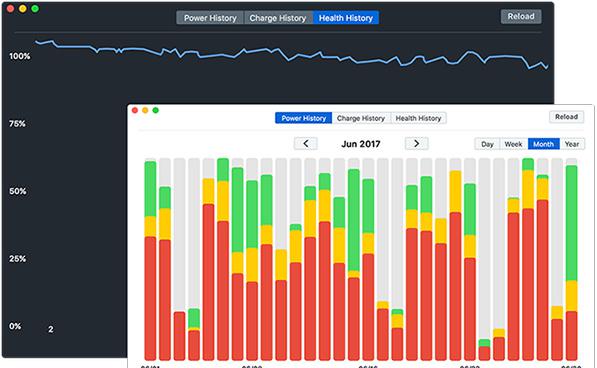 Power History Charge History Health History Reload
100%
75%
50%
25%
0%
2
Power History Charge History Health History Reload
< Jun 2017 >
Day Week Month Year